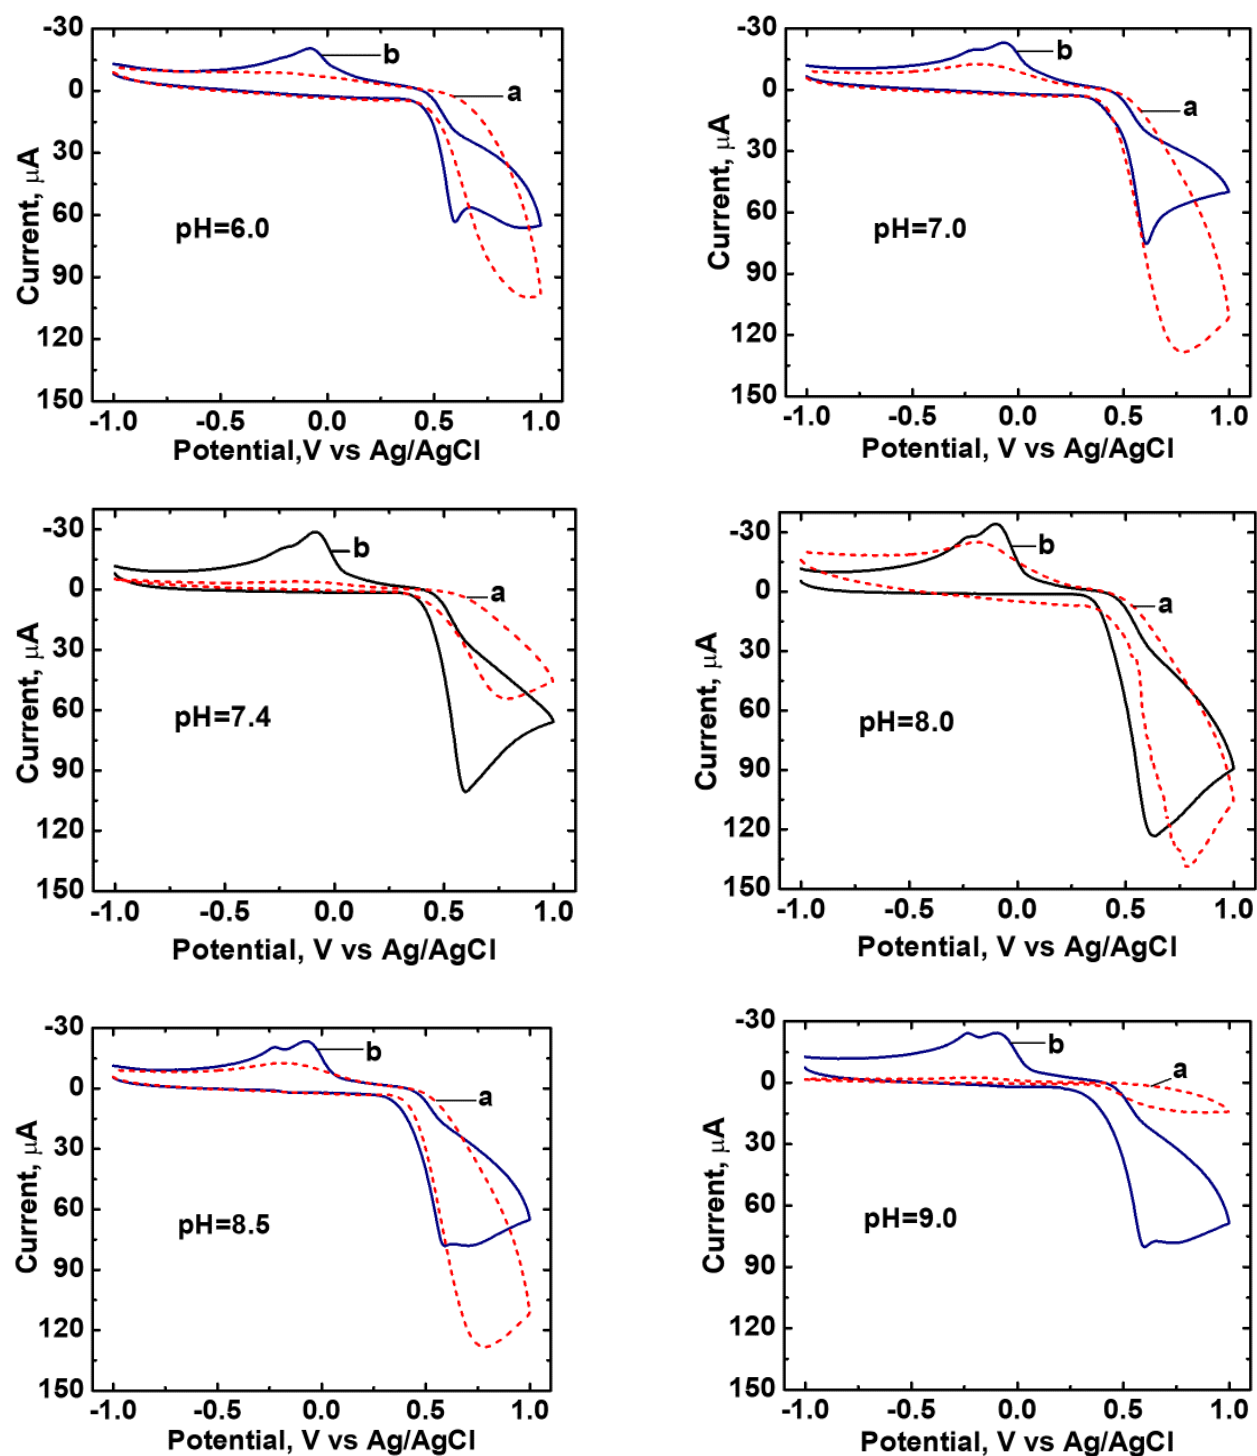 -30
0
30
60
90
120
150
Current, μA
b
a
pH=6.0
-1.0 -0.5 0.0 0.5 1.0
Potential,V vs Ag/AgCl
-30
0
30
60
90
120
150
Current, μA
b
a
pH=7.0
-1.0 -0.5 0.0 0.5 1.0
Potential, V vs Ag/AgCl
-30
0
30
60
90
120
150
Current, μA
b
a
pH=7.4
-1.0 -0.5 0.0 0.5 1.0
Potential, V vs Ag/AgCl
-30
0
30
60
90
120
150
Current, μA
b
a
pH=8.0
-1.0 -0.5 0.0 0.5 1.0
Potential, V vs Ag/AgCl
-30
0
30
60
90
120
150
Current, μA
b
a
pH=8.5
-1.0 -0.5 0.0 0.5 1.0
Potential, V vs Ag/AgCl
-30
0
30
60
90
120
150
Current, μA
b
a
pH=9.0
-1.0 -0.5 0.0 0.5 1.0
Potential, V vs Ag/AgCl